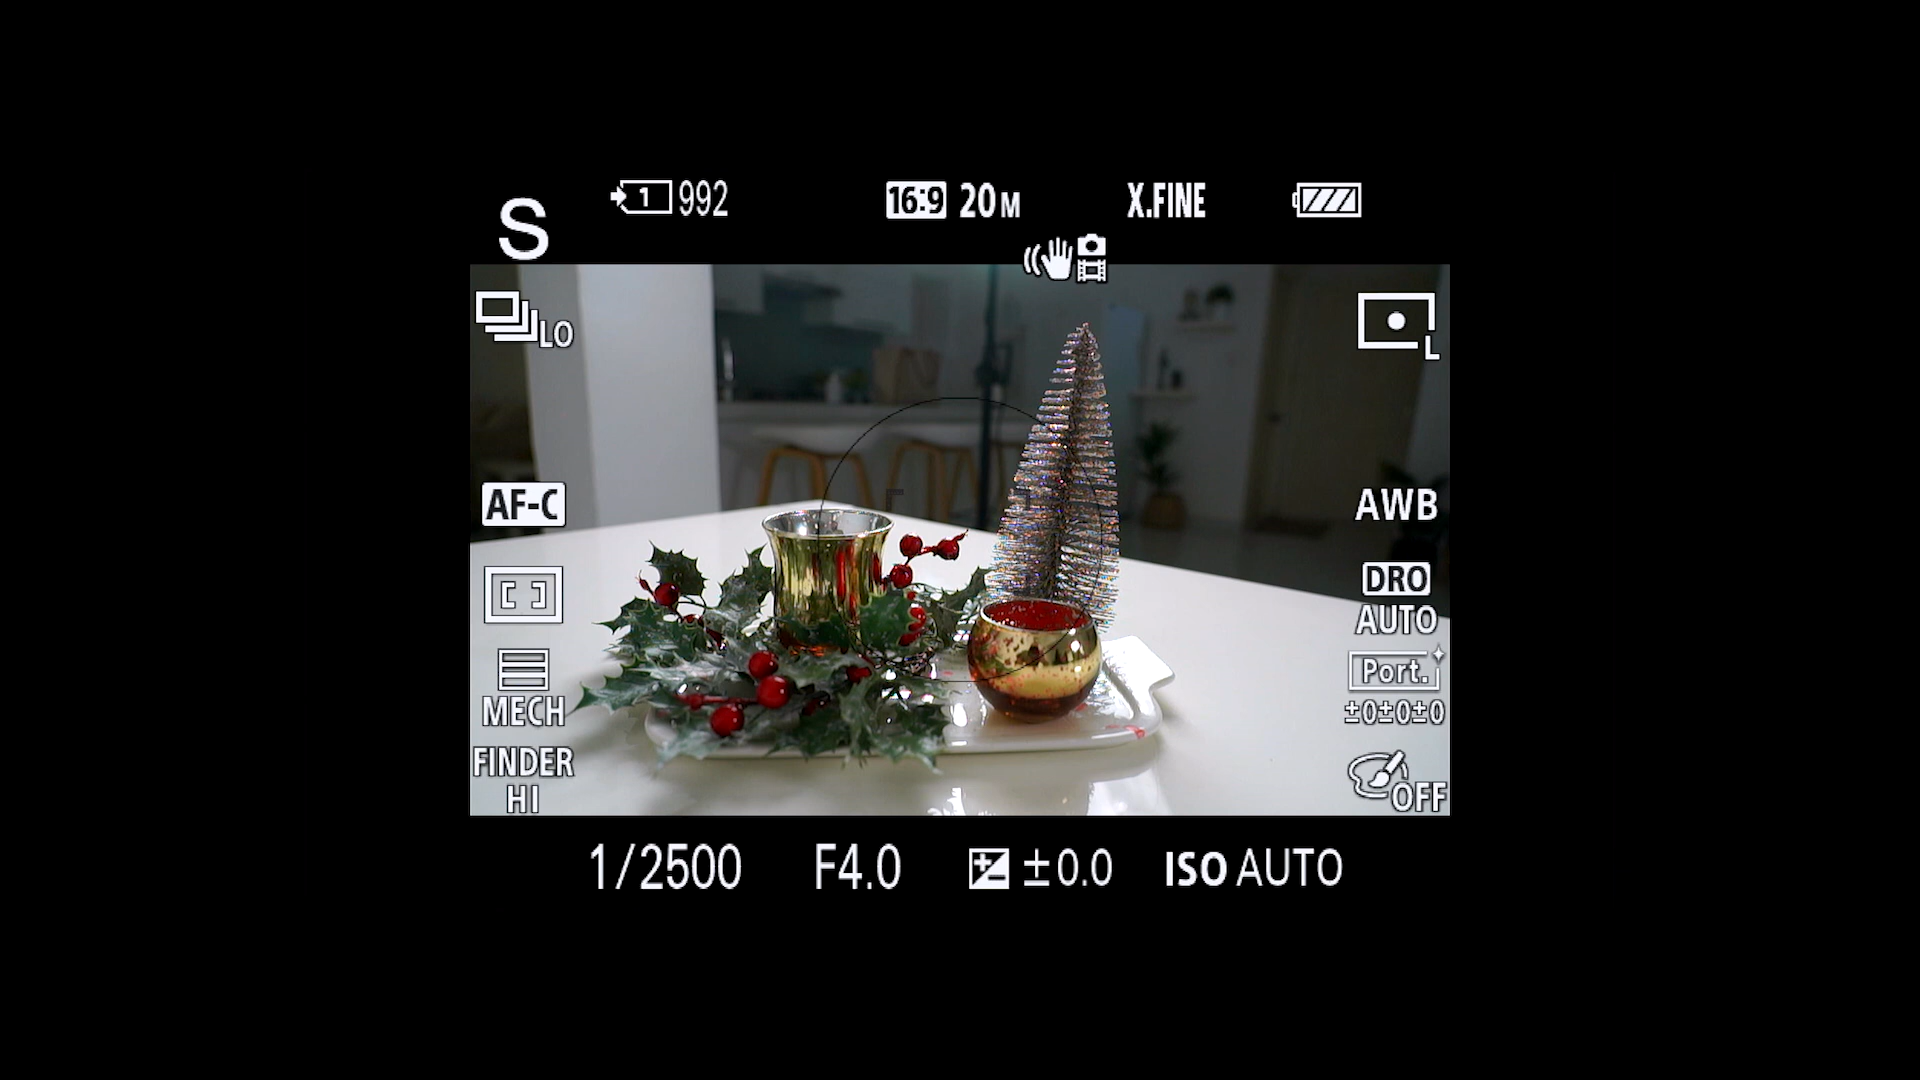 S
1 992
16:9 20M
X.FINE
LO
L
AF-C
AWB
DRO
AUTO
MECH
Port.
±0±0±0
FINDER
HI
OFF
1/2500 F4.0 ±0.0 ISO AUTO